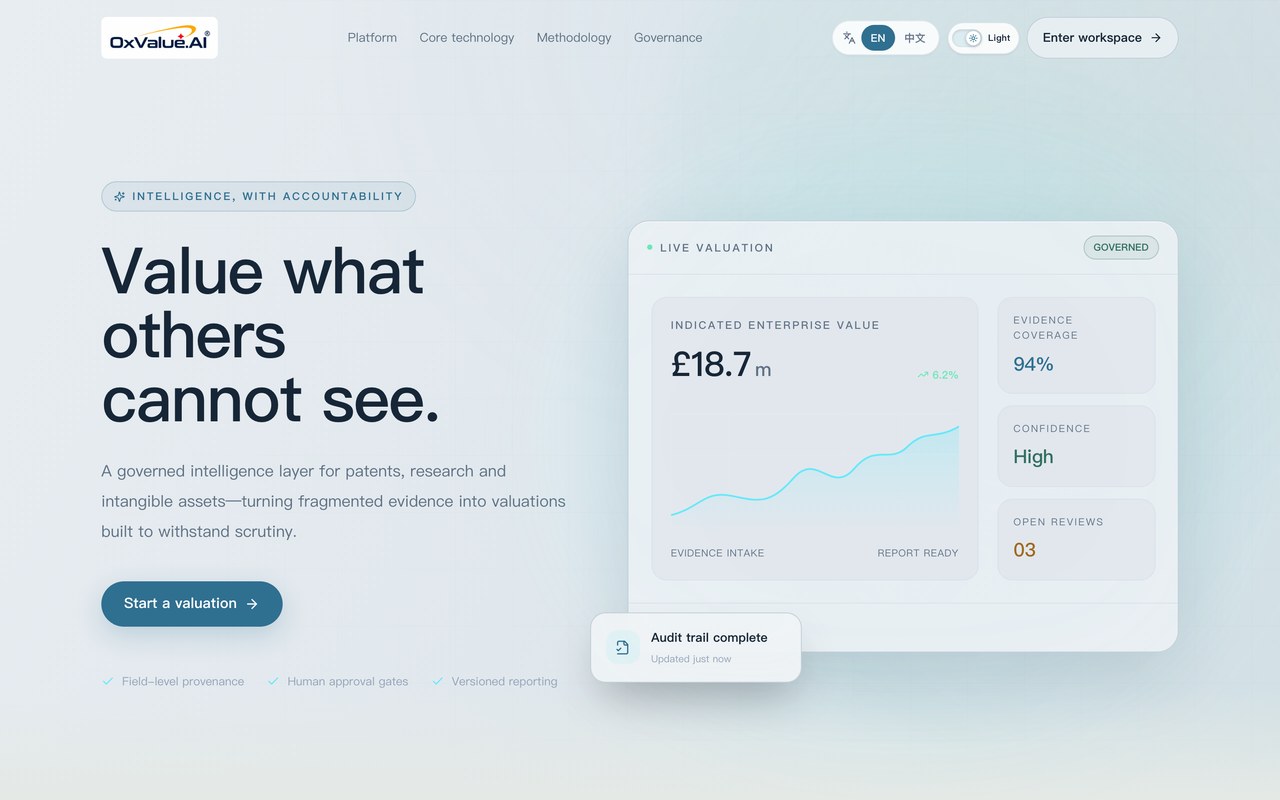 OxValue.AI®
Platform
Core technology
Methodology
Governance
EN
中文
Light
Enter workspace
INTELLIGENCE, WITH ACCOUNTABILITY
Value what
others
cannot see.
A governed intelligence layer for patents, research and
intangible assets—turning fragmented evidence into valuations
built to withstand scrutiny.
Start a valuation
Field-level provenance
Human approval gates
Versioned reporting
LIVE VALUATION
GOVERNED
INDICATED ENTERPRISE VALUE
£18.7 m
6.2%
EVIDENCE INTAKE
REPORT READY
EVIDENCE
COVERAGE
94%
CONFIDENCE
High
OPEN REVIEWS
03
Audit trail complete
Updated just now